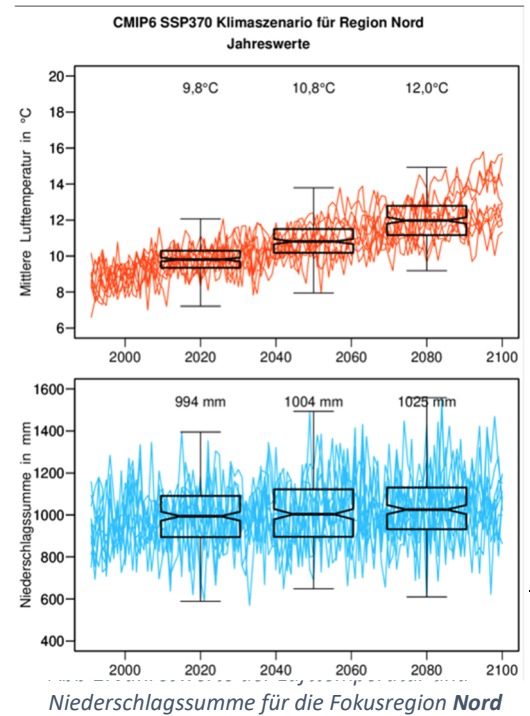 CMIP6 SSP370 Klimaszenario für Region Nord
Jahreswerte
Mittlere Lufttemperatur in °C
20
18
16
14
12
10
8
6
9,8°C 10,8°C 12,0°C
2000 2020 2040 2060 2080 2100
Niederschlagssumme in mm
1600
1400
1200
1000
800
600
400
994 mm 1004 mm 1025 mm
2000 2020 2040 2060 2080 2100
Niederschlagssumme für die Fokusregion Nord